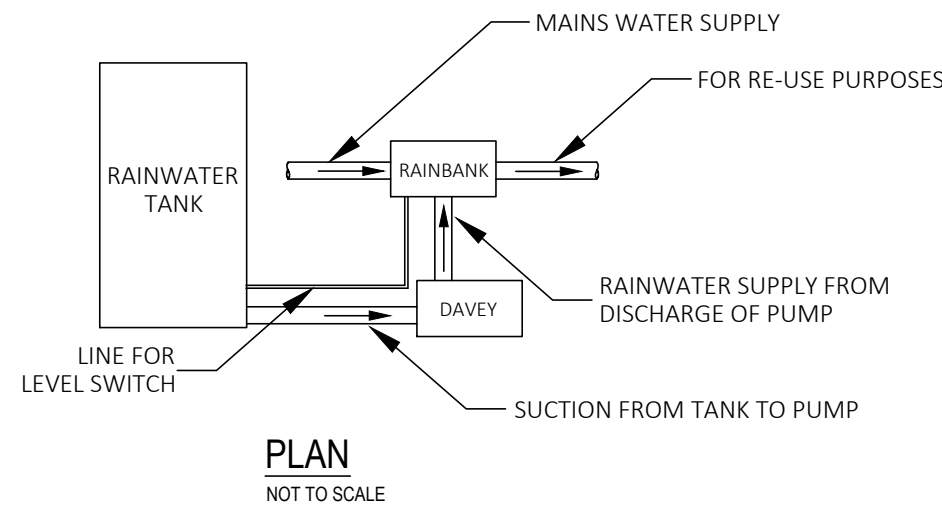 MAINS WATER SUPPLY
FOR RE-USE PURPOSES
RAINWATER
TANK
RAINBANK
RAINWATER SUPPLY FROM
DISCHARGE OF PUMP
DAVEY
LINE FOR
LEVEL SWITCH
SUCTION FROM TANK TO PUMP
PLAN
NOT TO SCALE